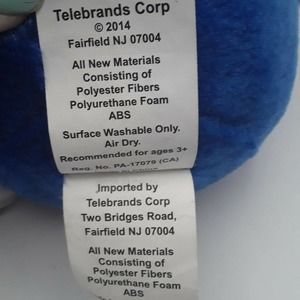 Telebrands Corp
© 2014
Fairfield NJ 07004
All New Materials
Consisting of
Polyester Fibers
Polyurethane Foam
ABS
Surface Washable Only.
Air Dry.
Recommended for ages 3+
Reg. No. PA-17079 (CA)
Imported by
Telebrands Corp
Two Bridges Road,
Fairfield NJ 07004
All New Materials
Consisting of
Polyester Fibers
Polyurethane Foam
ABS